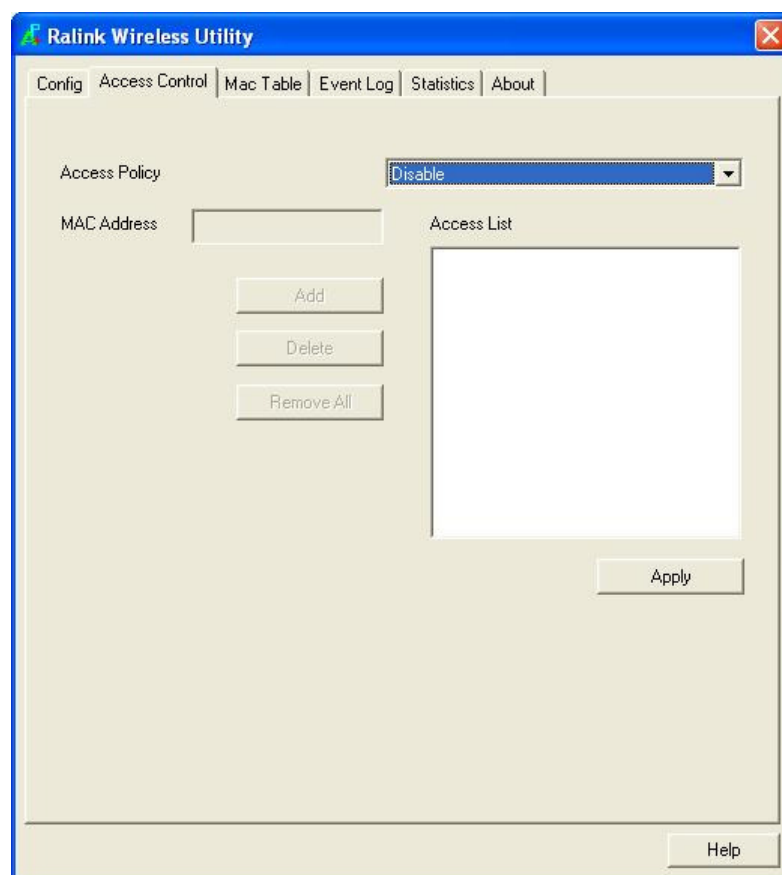 Ralink Wireless Utility
Config Access Control Mac Table Event Log Statistics About
Access Policy Disable
MAC Address Access List
Add
Delete
Remove All
Apply
Help